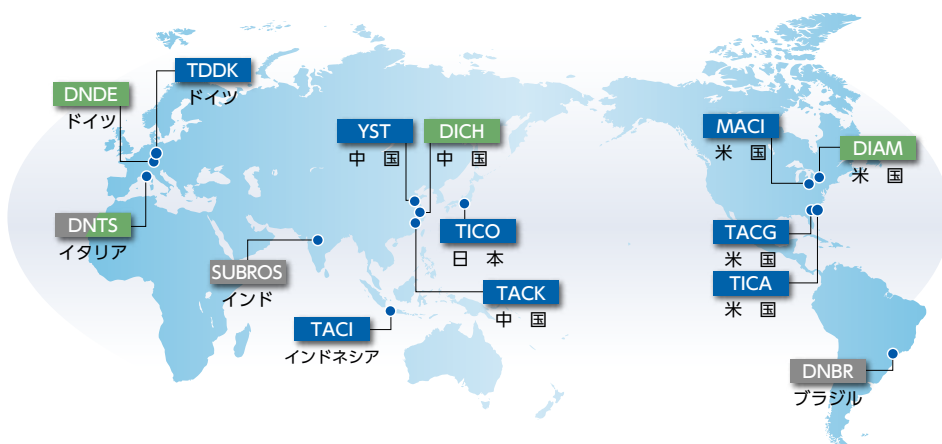 TDDK
ドイツ
DNDE
ドイツ
YST
中 国
DICH
中 国
MACI
米 国
DIAM
米 国
DNTS
イタリア
SUBROS
インド
TICO
日 本
TACG
米 国
TICA
米 国
TACK
中 国
TACI
インドネシア
DNBR
ブラジル